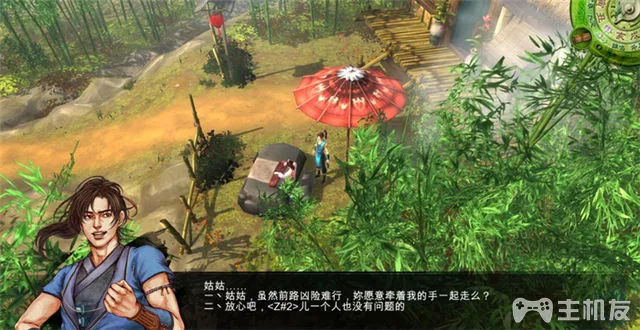 姑姑……
一丶姑姑，虽然前路凶险难行，妳愿意牵着我的手一起走么？
二丶放心吧，<Z#2>儿一个人也没有问题的
主机友